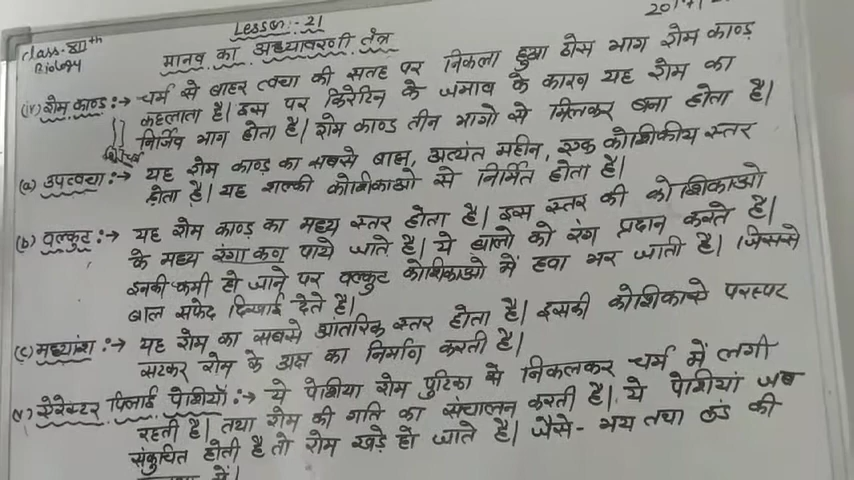 Lesson:- 21
Class-XIIth
Biology
मानव का अध्यावरणी तंत्र
(iv) रोम काण्ड :→ चर्म से बाहर त्वचा की सतह पर निकला हुआ ठोस भाग रोम काण्ड
कहलाता है। इस पर किरेटिन के जमाव के कारण यह रोम का
निर्जिव भाग होता है। रोम काण्ड तीन भागो से मिलकर बना होता है।
(a) उपत्वचा :→ यह रोम काण्ड का सबसे बाह्य, अत्यंत महीन, एक कोशिकीय स्तर
होता है। यह शल्की कोशिकाओ से निर्मित होता है।
(b) वल्कुट :→ यह रोम काण्ड का मध्य स्तर होता है। इस स्तर की कोशिकाओ
के मध्य रंगा कण पाये जाते है। ये बालो को रंग प्रदान करते है।
इनकी कमी हो जाने पर वल्कुट कोशिकाओ में हवा भर जाती है। जिससे
बाल सफेद दिखाई देते है।
(c) मध्यांश :→ यह रोम का सबसे आंतरिक स्तर होता है। इसकी कोशिकाये परस्पर
सटकर रोम के अक्ष का निर्माण करती है।
(v) ऐरेक्टर पिलाई पेशीयाँ :→ ये पेशिया रोम पुटिका से निकलकर चर्म में लगी
रहती है। तथा रोम की गति का संचालन करती है। ये पेशीयां जब
संकुचित होती है तो रोम खड़े हो जाते है। जैसे - भय तथा ठंड की
में।